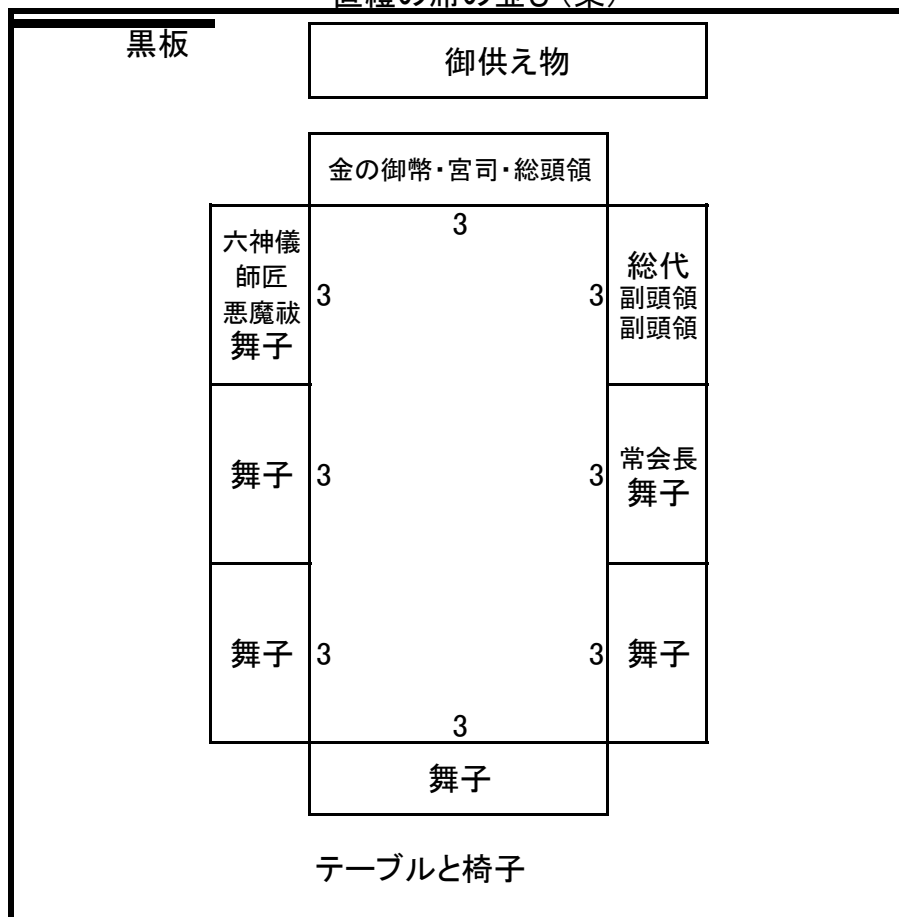 黒板
御供え物
金の御幣・宮司・総頭領
3
六神儀
師匠
悪魔祓
舞子
3
3
総代
副頭領
副頭領
舞子
3
3
常会長
舞子
舞子
3
3
舞子
3
舞子
テーブルと椅子